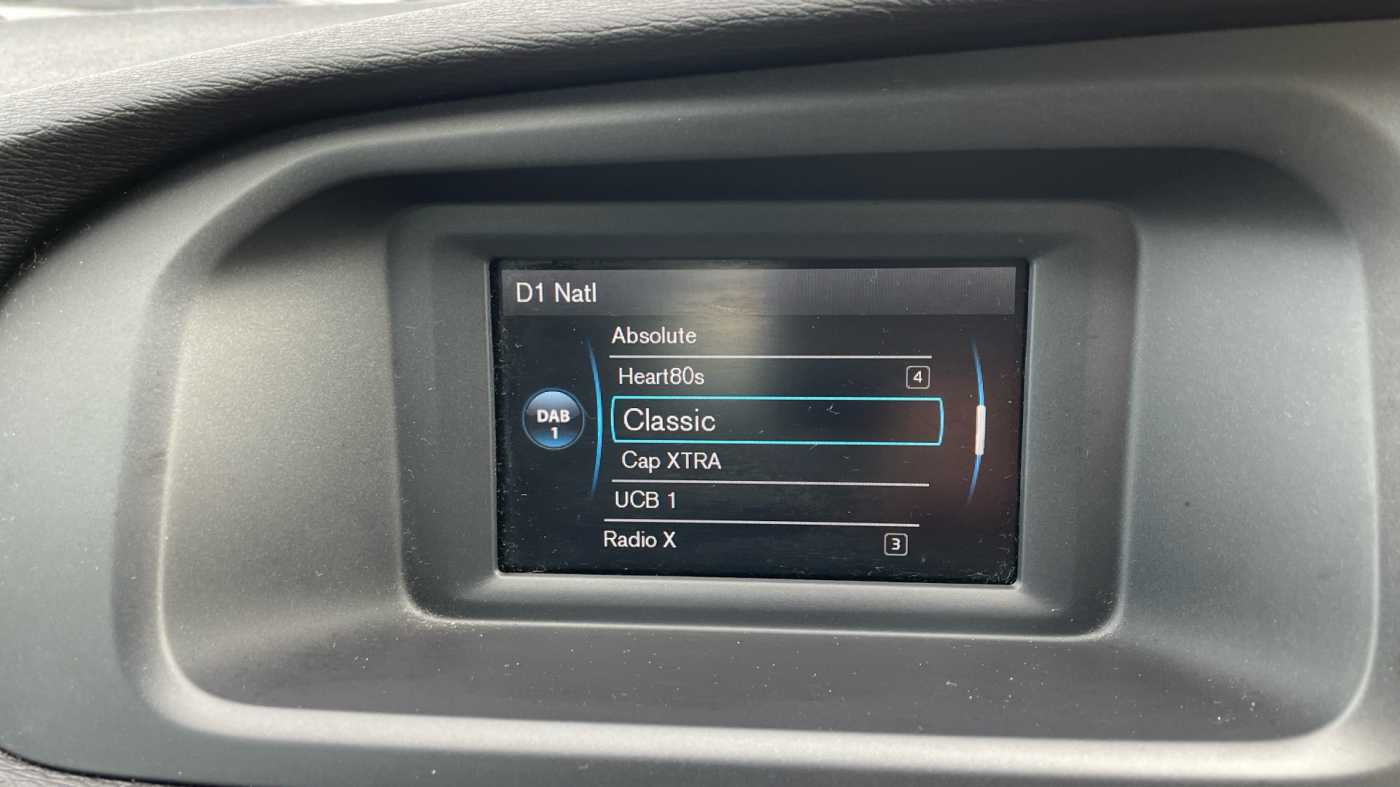 D1 Natl
Absolute
Heart80s 4
DAB
1
Classic
Cap XTRA
UCB 1
Radio X 3